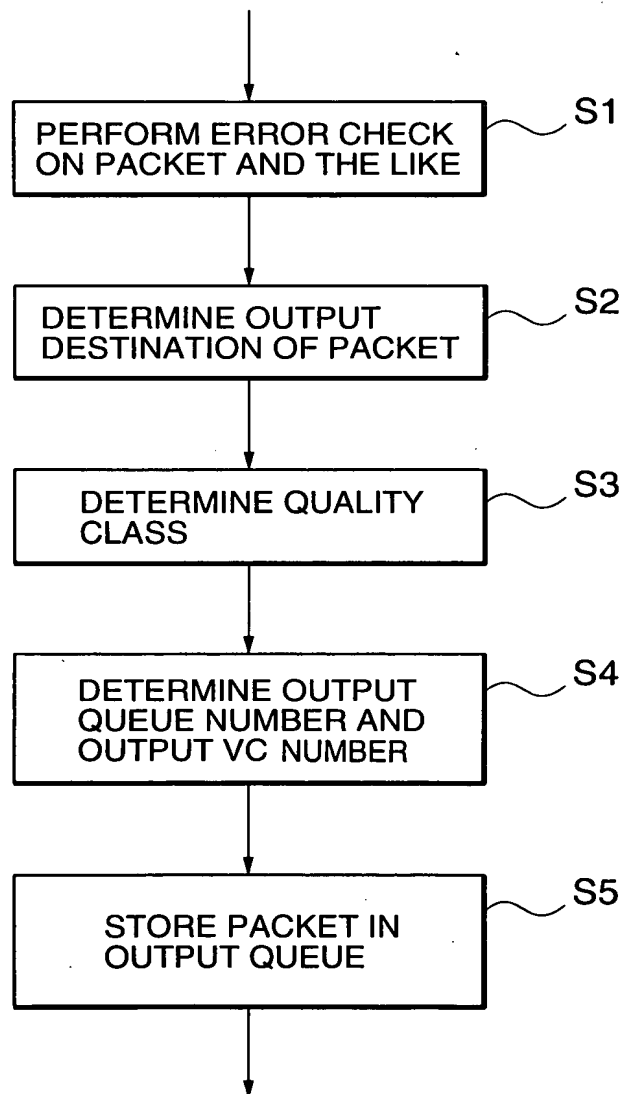 PERFORM ERROR CHECK
ON PACKET AND THE LIKE
S1
DETERMINE OUTPUT
DESTINATION OF PACKET
S2
DETERMINE QUALITY
CLASS
S3
DETERMINE OUTPUT
QUEUE NUMBER AND
OUTPUT VC NUMBER
S4
STORE PACKET IN
OUTPUT QUEUE
S5